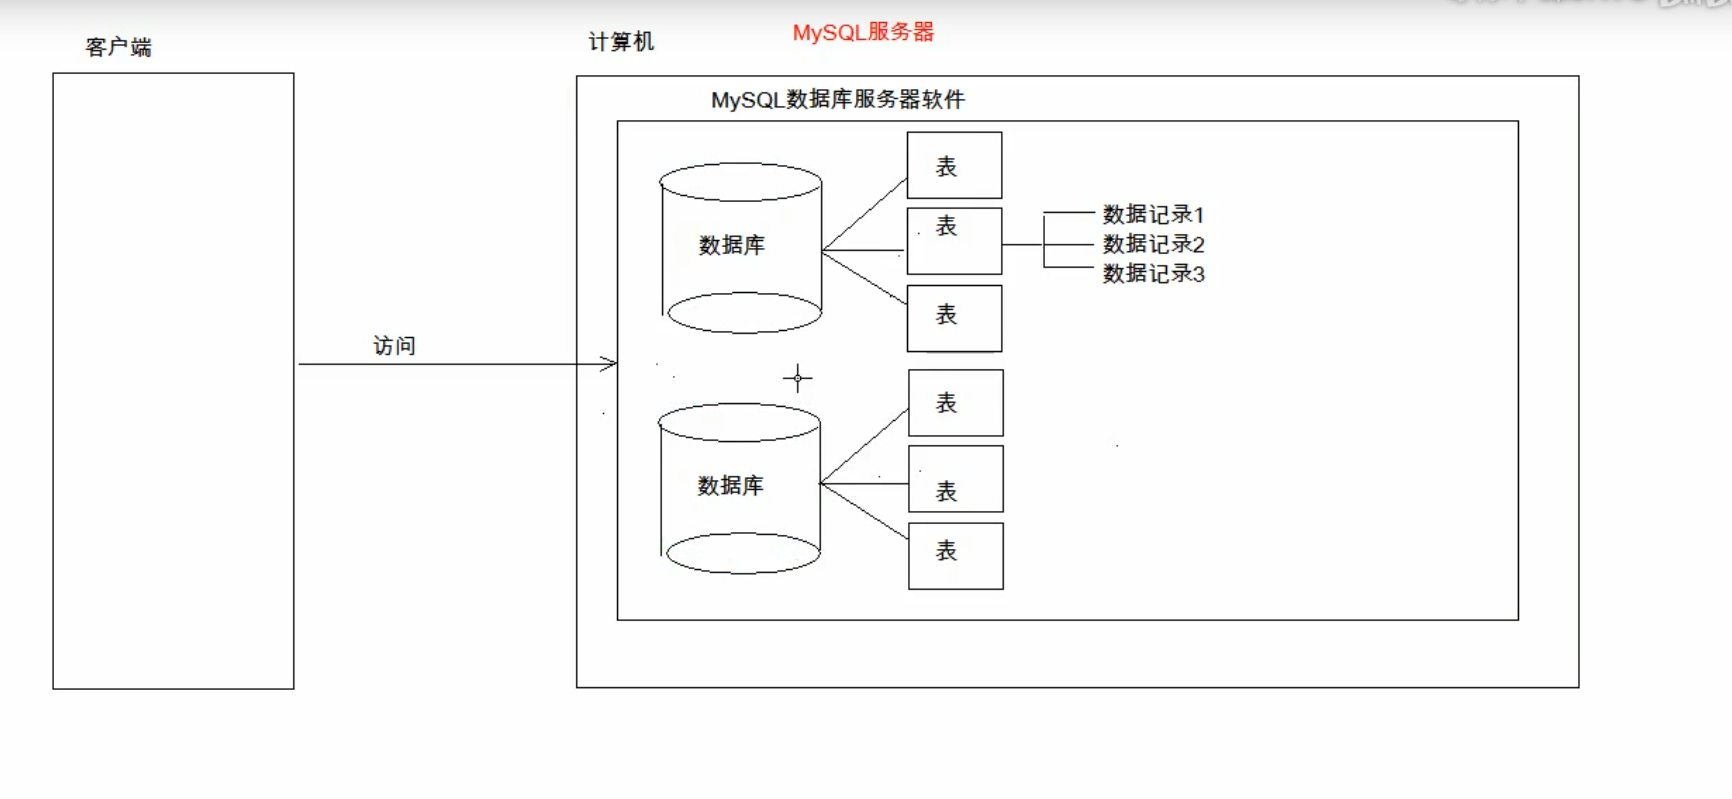 客户端
计算机
MySQL服务器
MySQL数据库服务器软件
表
数据库
表
数据记录1
数据记录2
数据记录3
表
访问
表
数据库
表
表